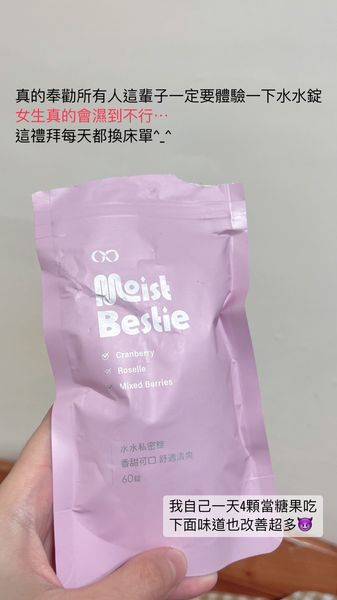 真的奉勸所有人這輩子一定要體驗一下水水錠
女生真的會濕到不行⋯
這禮拜每天都換床單^_^
Moist
Bestie
Cranberry
Roselle
Mixed Berries
水水私密錠
香甜可口 舒適清爽
60錠
我自己一天4顆當糖果吃
下面味道也改善超多😈